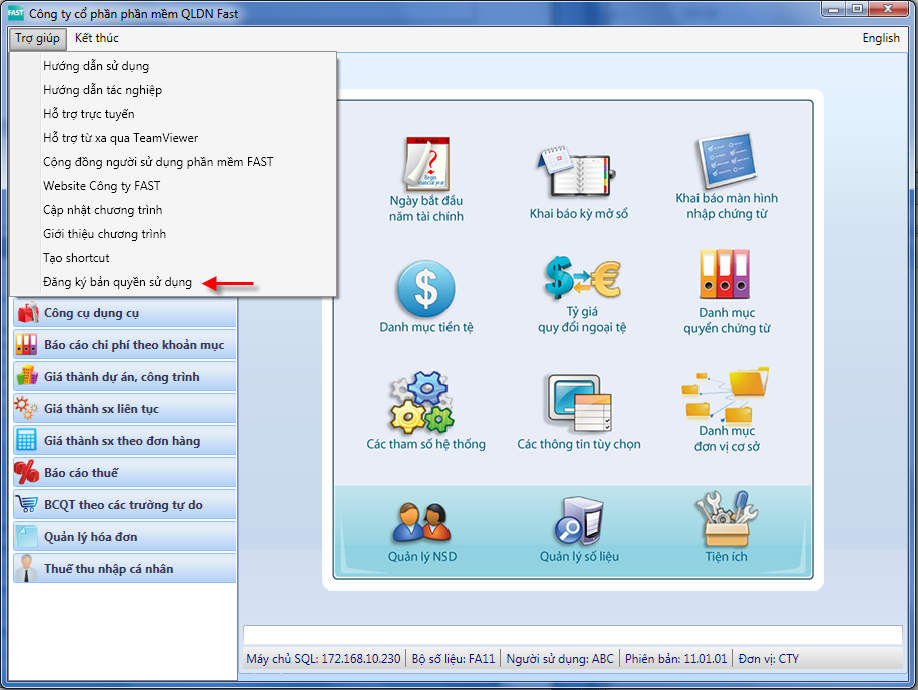 FAST Công ty cổ phần phần mềm QLDN Fast
Trợ giúp Kết thúc English
Hướng dẫn sử dụng
Hướng dẫn tác nghiệp
Hỗ trợ trực tuyến
Hỗ trợ từ xa qua TeamViewer
Cộng đồng người sử dụng phần mềm FAST
Website Công ty FAST
Cập nhật chương trình
Giới thiệu chương trình
Tạo shortcut
Đăng ký bản quyền sử dụng
Công cụ dụng cụ
Báo cáo chi phí theo khoản mục
Giá thành dự án, công trình
Giá thành sx liên tục
Giá thành sx theo đơn hàng
Báo cáo thuế
BCQT theo các trường tự do
Quản lý hóa đơn
Thuế thu nhập cá nhân
Begin
financial year
Ngày bắt đầu
năm tài chính
Khai báo kỳ mở sổ
Khai báo màn hình
nhập chứng từ
Danh mục tiền tệ
Tỷ giá
quy đổi ngoại tệ
Danh mục
quyển chứng từ
Các tham số hệ thống
Các thông tin tùy chọn
Danh mục
đơn vị cơ sở
Quản lý NSD
Quản lý số liệu
Tiện ích
Máy chủ SQL: 172.168.10.230 Bộ số liệu: FA11 Người sử dụng: ABC Phiên bản: 11.01.01 Đơn vị: CTY